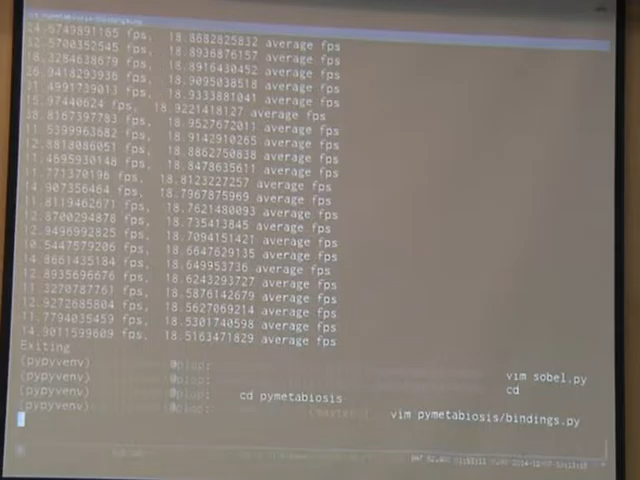 24.6749891165 fps, 18.8682825832 average fps
32.5700352545 fps, 18.8936876157 average fps
18.3284638679 fps, 18.8916430452 average fps
26.9418293936 fps, 18.9095038518 average fps
31.4991739013 fps, 18.9333881041 average fps
15.97440624 fps, 18.9221418127 average fps
38.8167397783 fps, 18.9527672011 average fps
11.5399963682 fps, 18.9142910265 average fps
12.8818086051 fps, 18.8862750838 average fps
11.4695930148 fps, 18.8478635611 average fps
11.771370196 fps, 18.8123227257 average fps
14.907356464 fps, 18.7967875969 average fps
11.8119462671 fps, 18.7621480093 average fps
12.8700294878 fps, 18.735413845 average fps
12.9496992825 fps, 18.7094151421 average fps
10.5447579206 fps, 18.6647629135 average fps
14.8661435184 fps, 18.649953736 average fps
12.8935696676 fps, 18.6243293727 average fps
11.3270787761 fps, 18.5876142679 average fps
12.9272685804 fps, 18.5627069214 average fps
11.7794035459 fps, 18.5301740598 average fps
14.9011599609 fps, 18.5163471829 average fps
Exiting
(pypyvenv) vim sobel.py
(pypyvenv) cd
(pypyvenv) cd pymetabiosis
(pypyvenv) vim pymetabiosis/bindings.py